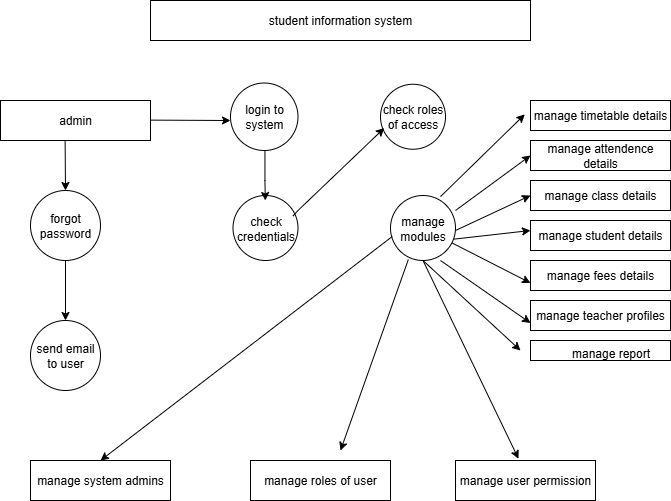 student information system
admin
login to
system
check roles
of access
manage timetable details
manage attendence
details
manage class details
forgot
password
check
credentials
manage
modules
manage student details
manage fees details
manage teacher profiles
send email
to user
manage report
manage system admins
manage roles of user
manage user permission